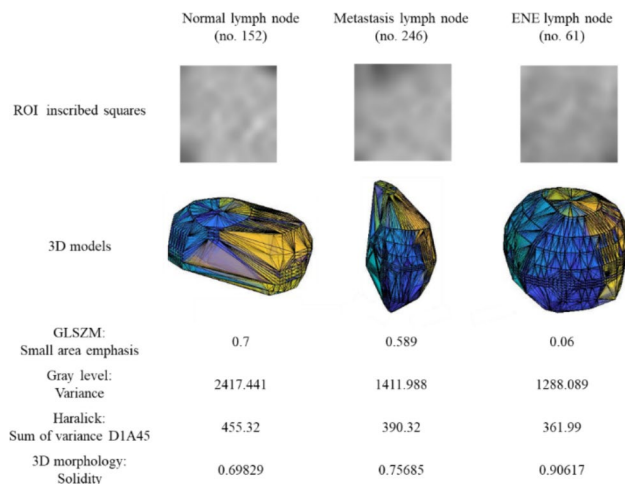 Normal lymph node Metastasis lymph node ENE lymph node
(no. 152) (no. 246) (no. 61)
ROI inscribed squares
3D models
GLSZM:
Small area emphasis 0.7 0.589 0.06
Gray level:
Variance 2417.441 1411.988 1288.089
Haralick:
Sum of variance D1A45 455.32 390.32 361.99
3D morphology:
Solidity 0.69829 0.75685 0.90617